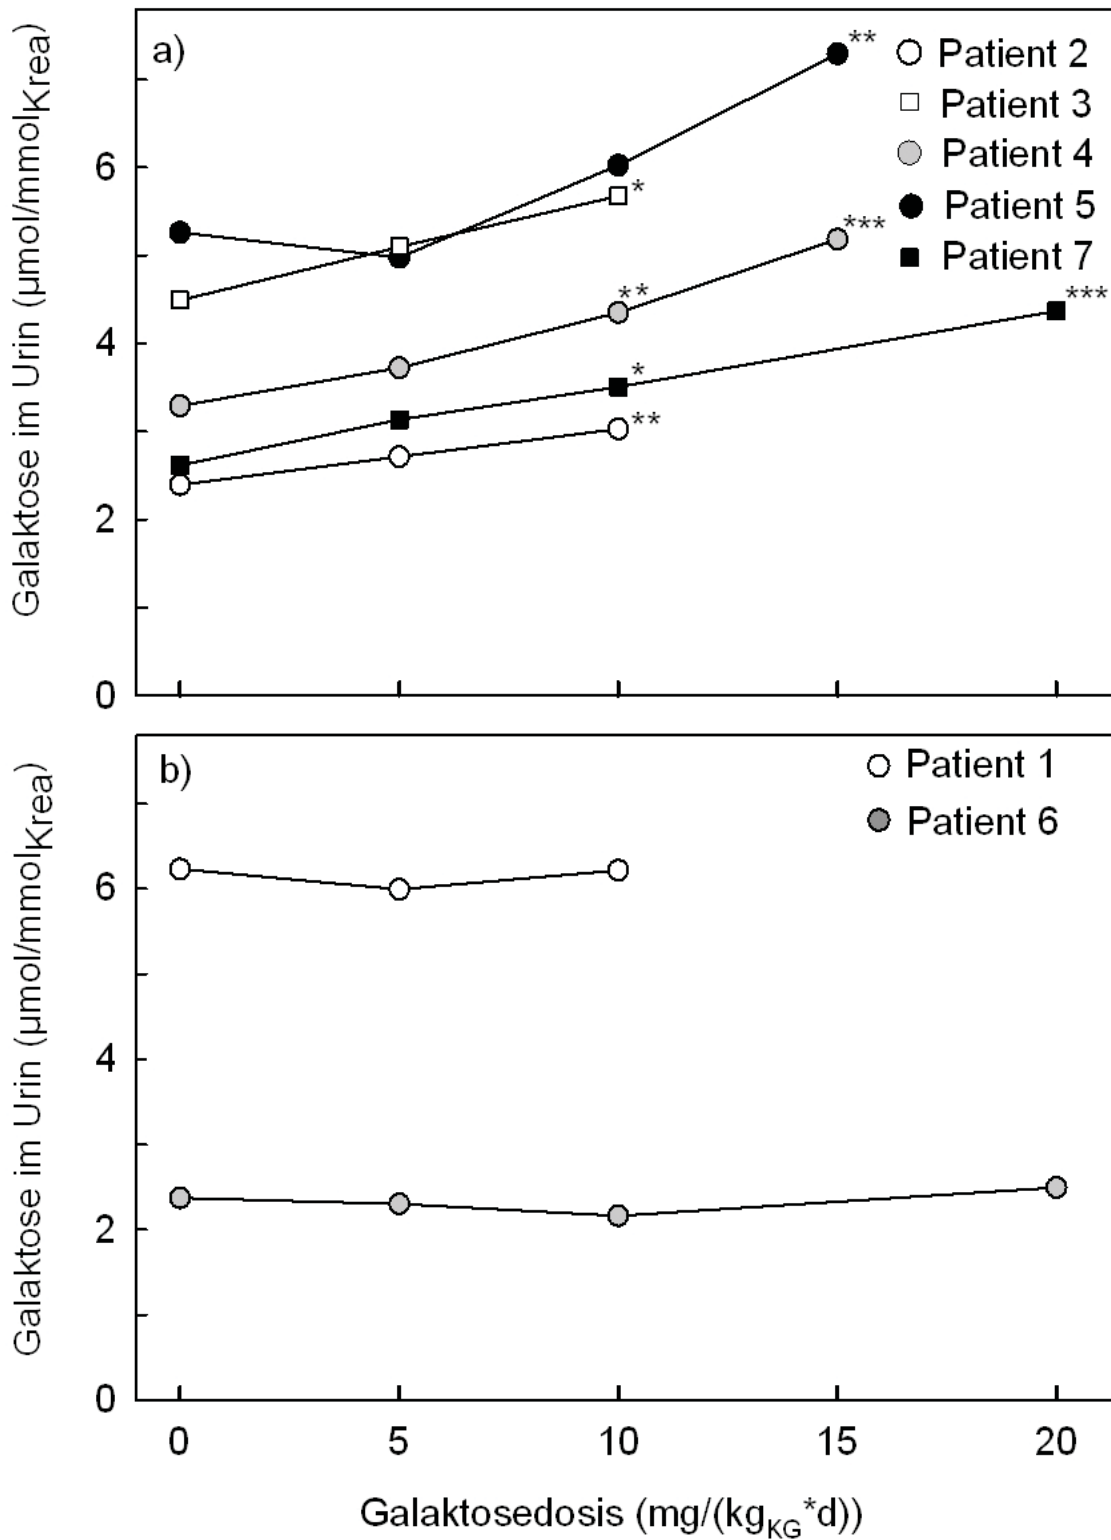 a)
Galaktose im Urin (µmol/mmolKrea)
Patient 2
Patient 3
Patient 4
Patient 5
Patient 7
**
*
***
**
***
*
**
6
4
2
0
b)
Galaktose im Urin (µmol/mmolKrea)
Patient 1
Patient 6
6
4
2
0
0 5 10 15 20
Galaktosedosis (mg/(kgKG*d))